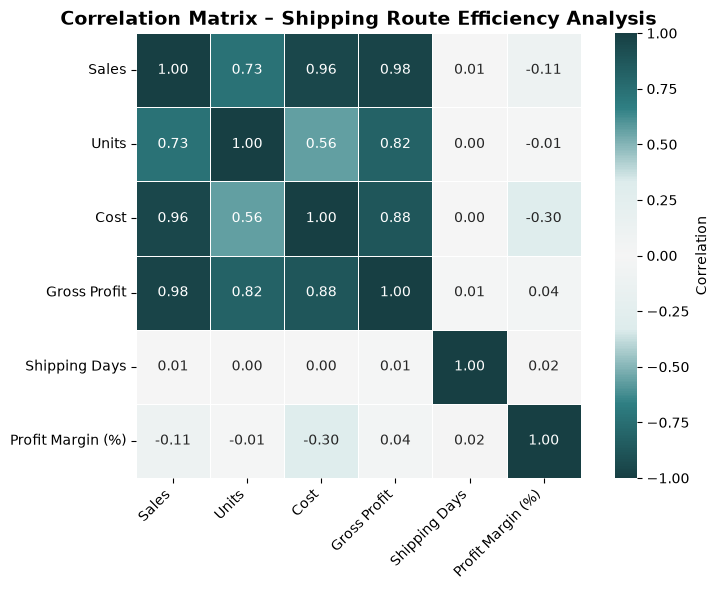 Correlation Matrix – Shipping Route Efficiency Analysis
Sales 1.00 0.73 0.96 0.98 0.01 -0.11
Units 0.73 1.00 0.56 0.82 0.00 -0.01
Cost 0.96 0.56 1.00 0.88 0.00 -0.30
Gross Profit 0.98 0.82 0.88 1.00 0.01 0.04
Shipping Days 0.01 0.00 0.00 0.01 1.00 0.02
Profit Margin (%) -0.11 -0.01 -0.30 0.04 0.02 1.00
Sales
Units
Cost
Gross Profit
Shipping Days
Profit Margin (%)
1.00
0.75
0.50
0.25
0.00
−0.25
−0.50
−0.75
−1.00
Correlation